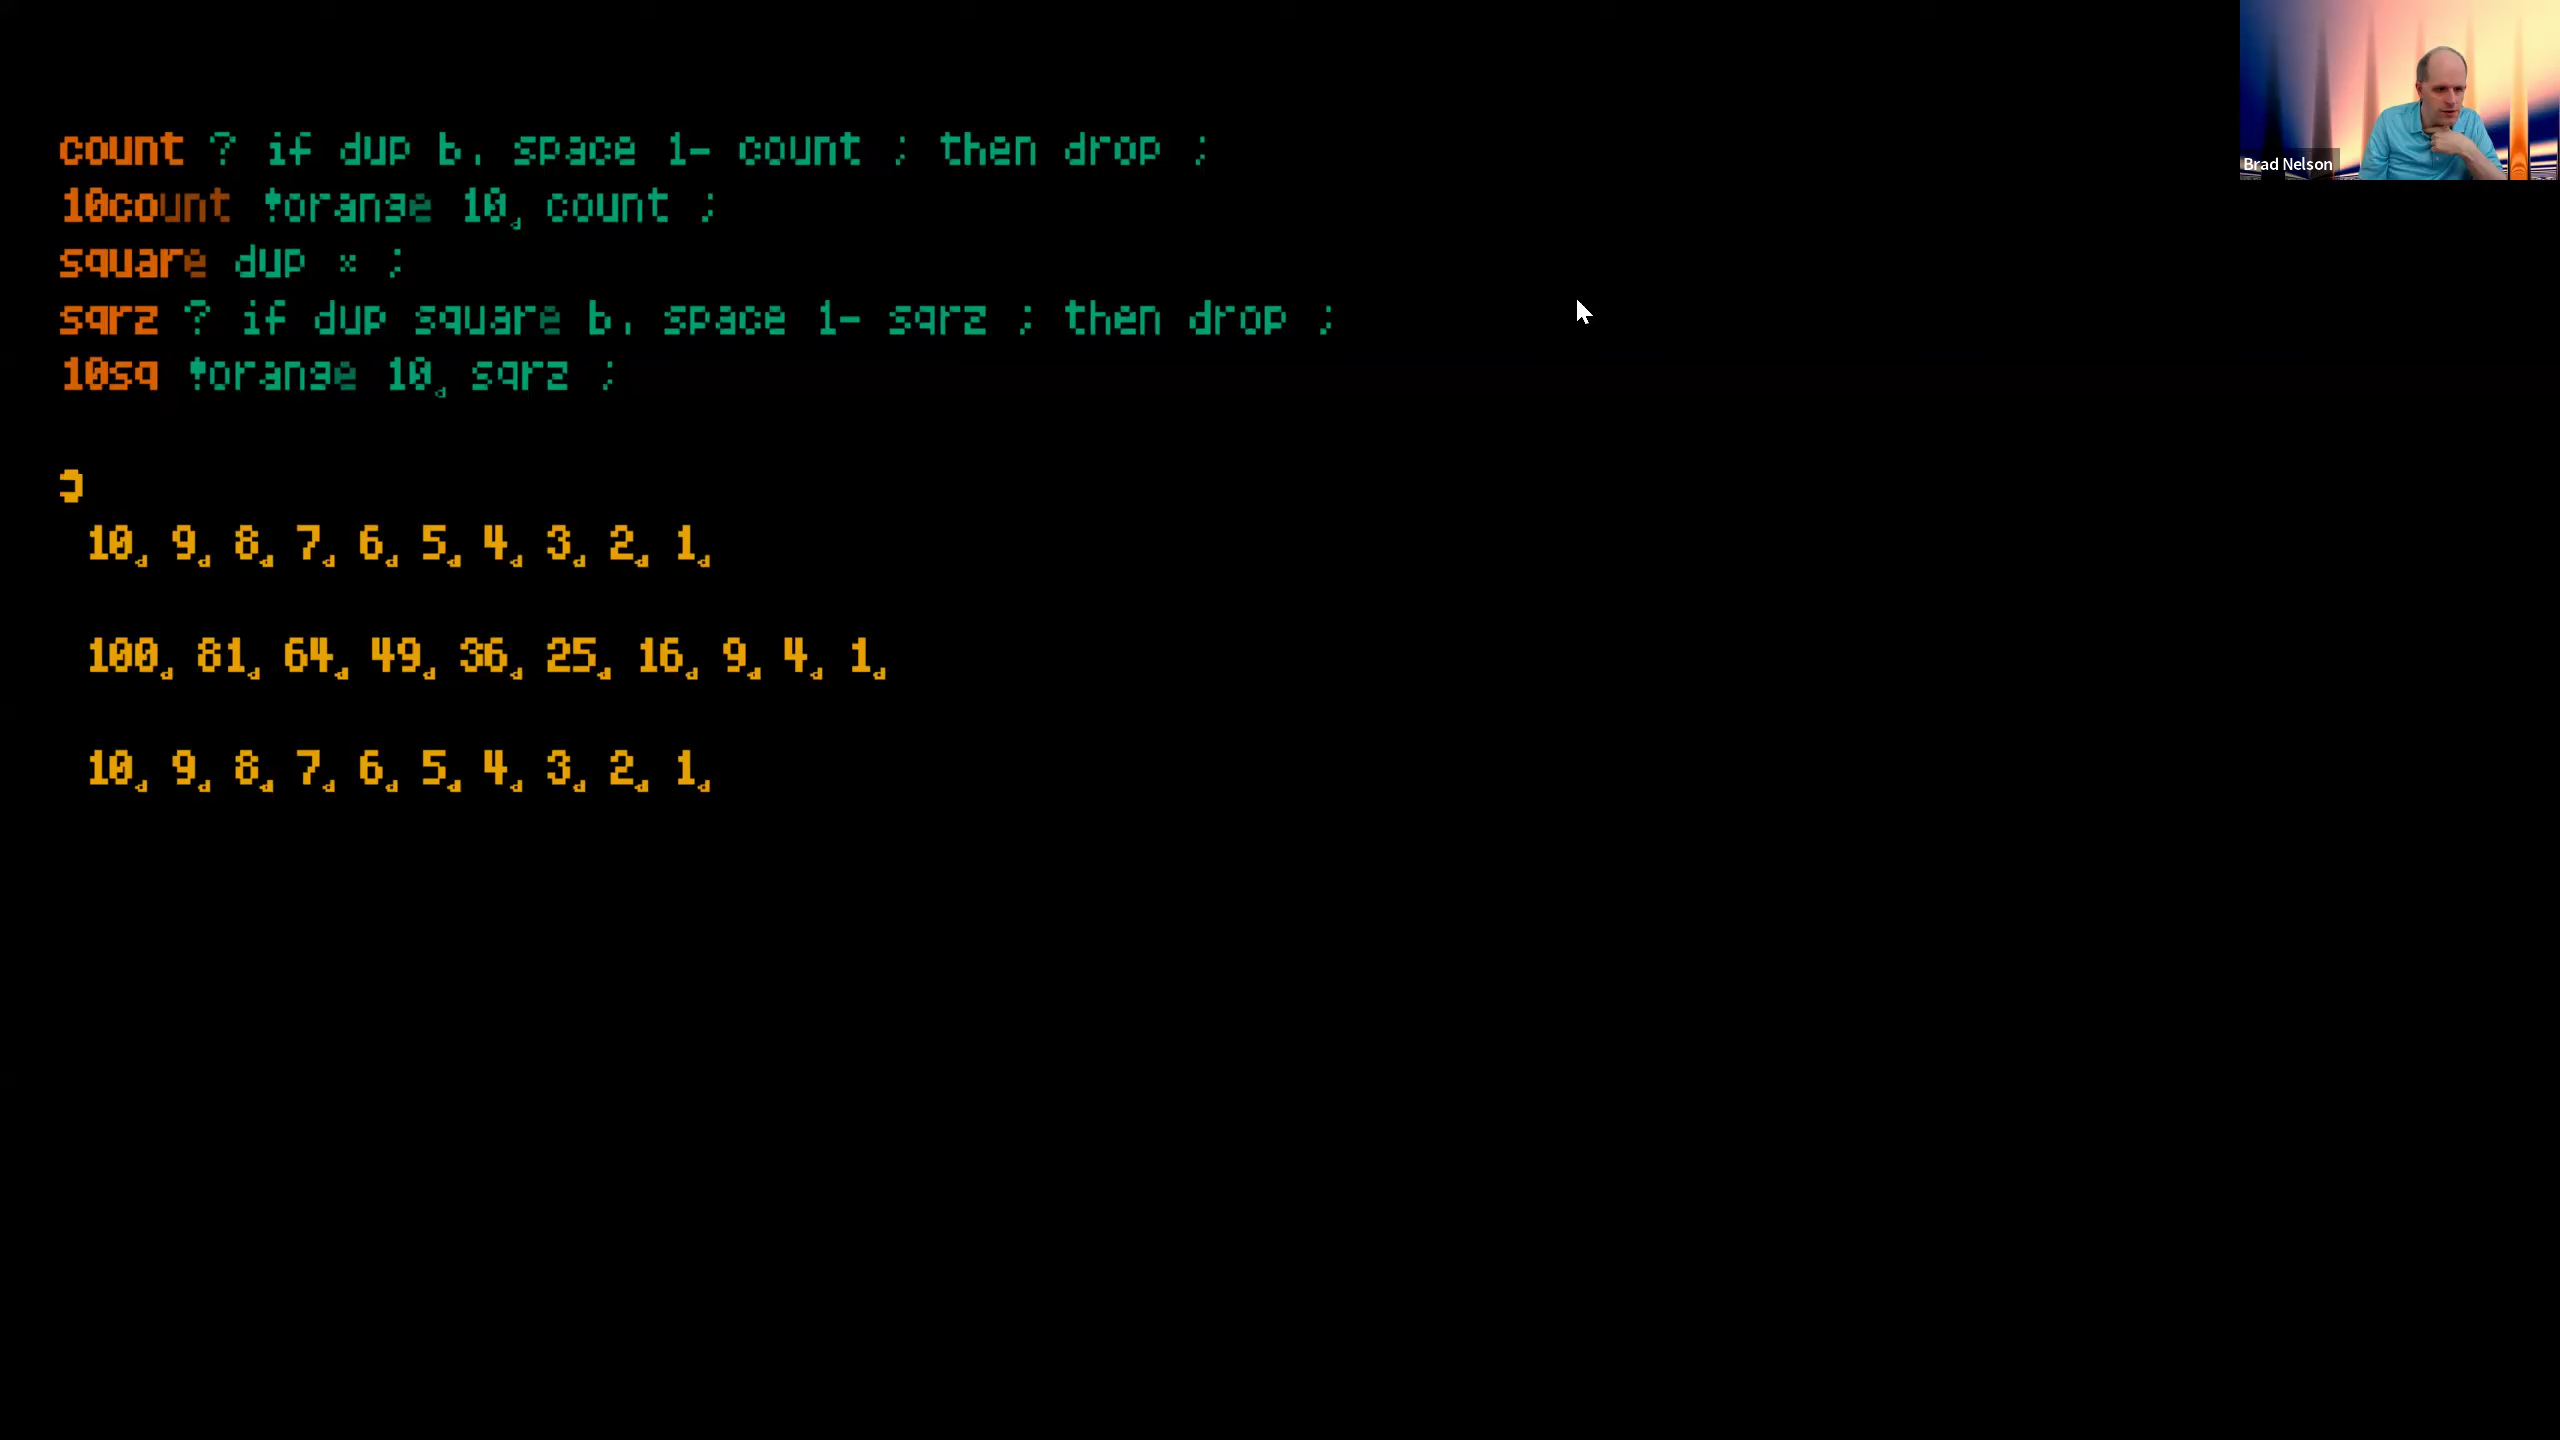 count ? if dup b. space 1- count ; then drop ;
10count !orange 10, count ;
square dup * ;
sqrz ? if dup square b. space 1- sqrz ; then drop ;
10sq !orange 10, sqrz ;
10, 9, 8, 7, 6, 5, 4, 3, 2, 1,
100, 81, 64, 49, 36, 25, 16, 9, 4, 1,
10, 9, 8, 7, 6, 5, 4, 3, 2, 1,
Brad Nelson